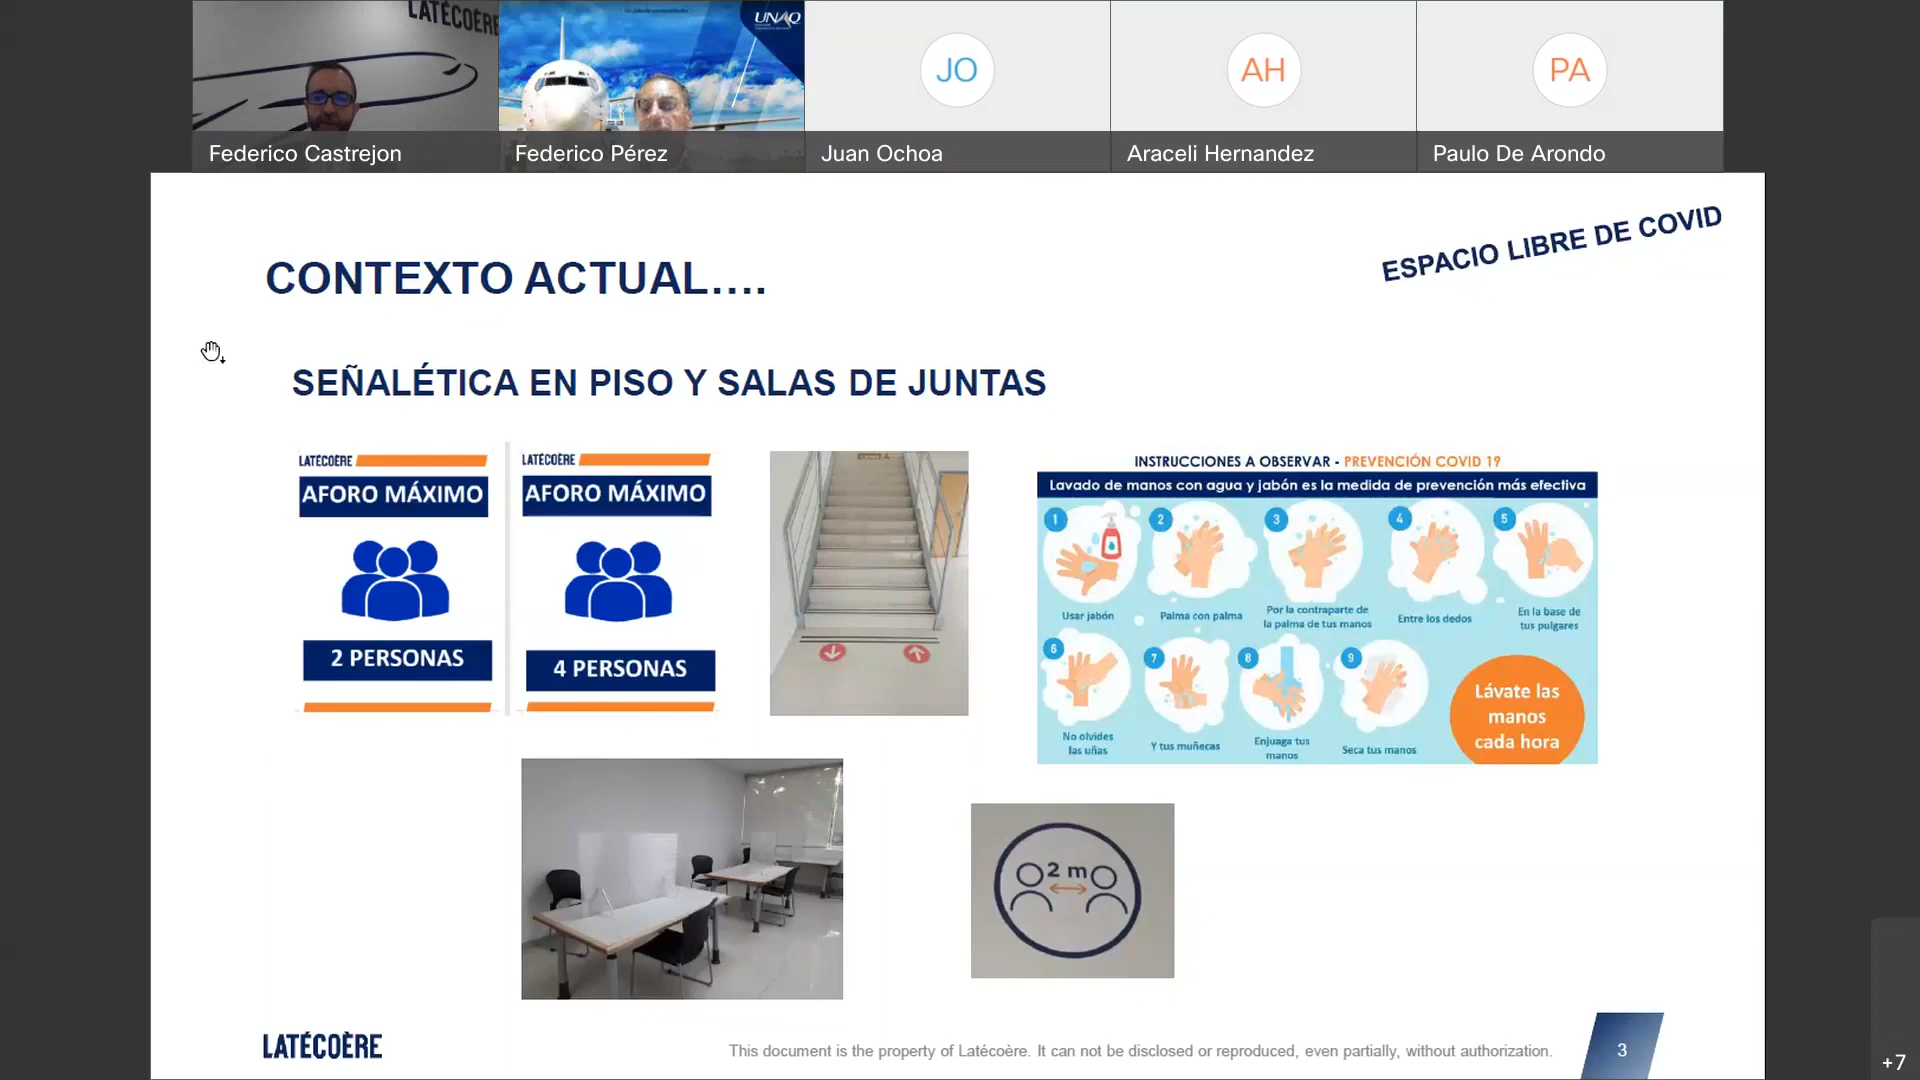 LATÉCOÈRE
UNAQ
JO
AH
PA
Federico Castrejon
Federico Pérez
Juan Ochoa
Araceli Hernandez
Paulo De Arondo
ESPACIO LIBRE DE COVID
CONTEXTO ACTUAL....
SEÑALÉTICA EN PISO Y SALAS DE JUNTAS
LATÉCOÈRE
AFORO MÁXIMO
2 PERSONAS
LATÉCOÈRE
AFORO MÁXIMO
4 PERSONAS
INSTRUCCIONES A OBSERVAR - PREVENCIÓN COVID 19
Lavado de manos con agua y jabón es la medida de prevención más efectiva
1
2
3
4
5
Usar jabón
Palma con palma
Por la contraparte de
la palma de tus manos
Entre los dedos
En la base de
tus pulgares
6
7
8
9
No olvides
las uñas
Y tus muñecas
Enjuaga tus
manos
Seca tus manos
Lávate las
manos
cada hora
2 m
LATÉCOÈRE
This document is the property of Latécoère. It can not be disclosed or reproduced, even partially, without authorization.
3
+7